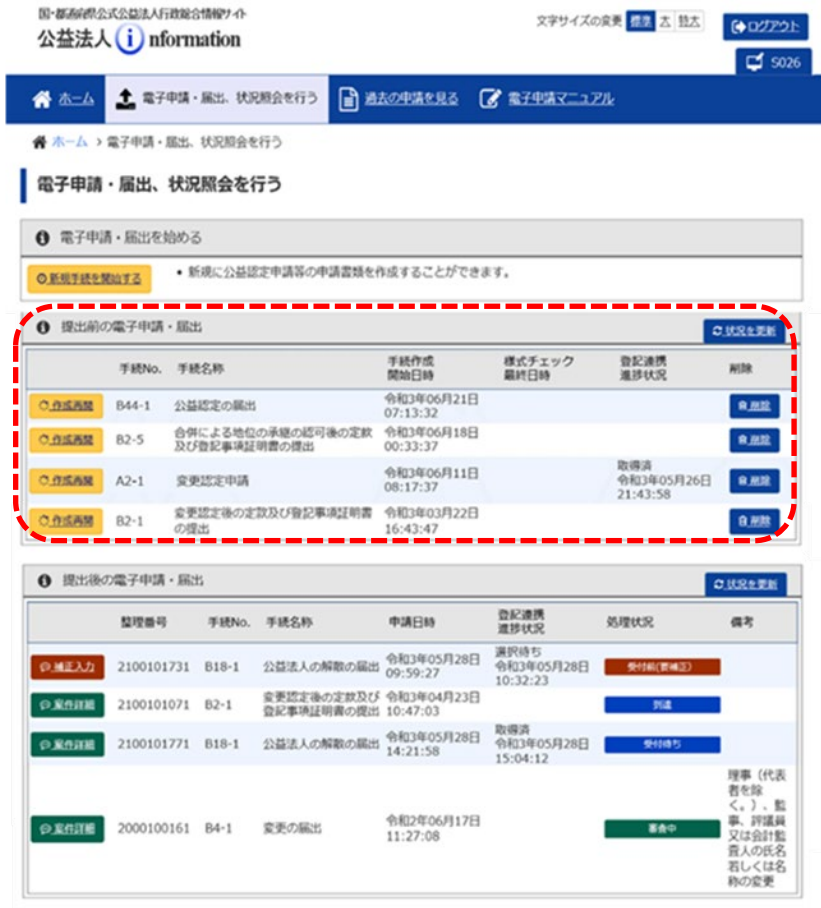 国・都道府県公式公益法人行政総合情報サイト
公益法人 i nformation
文字サイズの変更 標準 太 特太
ログアウト
S026
ホーム 電子申請・届出、状況照会を行う 過去の申請を見る 電子申請マニュアル
ホーム > 電子申請・届出、状況照会を行う
電子申請・届出、状況照会を行う
電子申請・届出を始める
新規手続を開始する
• 新規に公益認定申請等の申請書類を作成することができます。
提出前の電子申請・届出
状況を更新
手続No. 手続名称 手続作成 様式チェック 登記連携 削除
開始日時 最終日時 進捗状況
作成再開 B44-1 公益認定の届出 令和3年06月21日 削除
07:13:32
作成再開 B2-5 合併による地位の承継の認可後の定款 令和3年06月18日 削除
及び登記事項証明書の提出 00:33:37
取得済
作成再開 A2-1 変更認定申請 令和3年06月11日 令和3年05月26日 削除
08:17:37 21:43:58
作成再開 B2-1 変更認定後の定款及び登記事項証明書 令和3年03月22日 削除
の提出 16:43:47
提出後の電子申請・届出
状況を更新
整理番号 手続No. 手続名称 申請日時 登記連携 処理状況 備考
進捗状況
選択待ち
補正入力 2100101731 B18-1 公益法人の解散の届出 令和3年05月28日 令和3年05月28日 受付前(要補正)
09:59:27 10:32:23
案件詳細 2100101071 B2-1 変更認定後の定款及び 令和3年04月23日 到達
登記事項証明書の提出 10:47:03
取得済
案件詳細 2100101771 B18-1 公益法人の解散の届出 令和3年05月28日 令和3年05月28日 受付待ち
14:21:58 15:04:12
案件詳細 2000100161 B4-1 変更の届出 令和2年06月17日 審査中
11:27:08
理事（代表
者を除
く。）、監
事、評議員
又は会計監
査人の氏名
若しくは名
称の変更